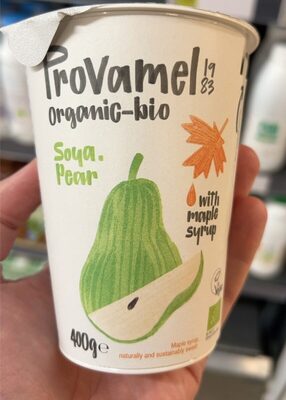 Provamel 19
83
organic-bio
Soya.
Pear
with
maple
syrup
400g e
Maple syrup,
naturally and sustainably sweet